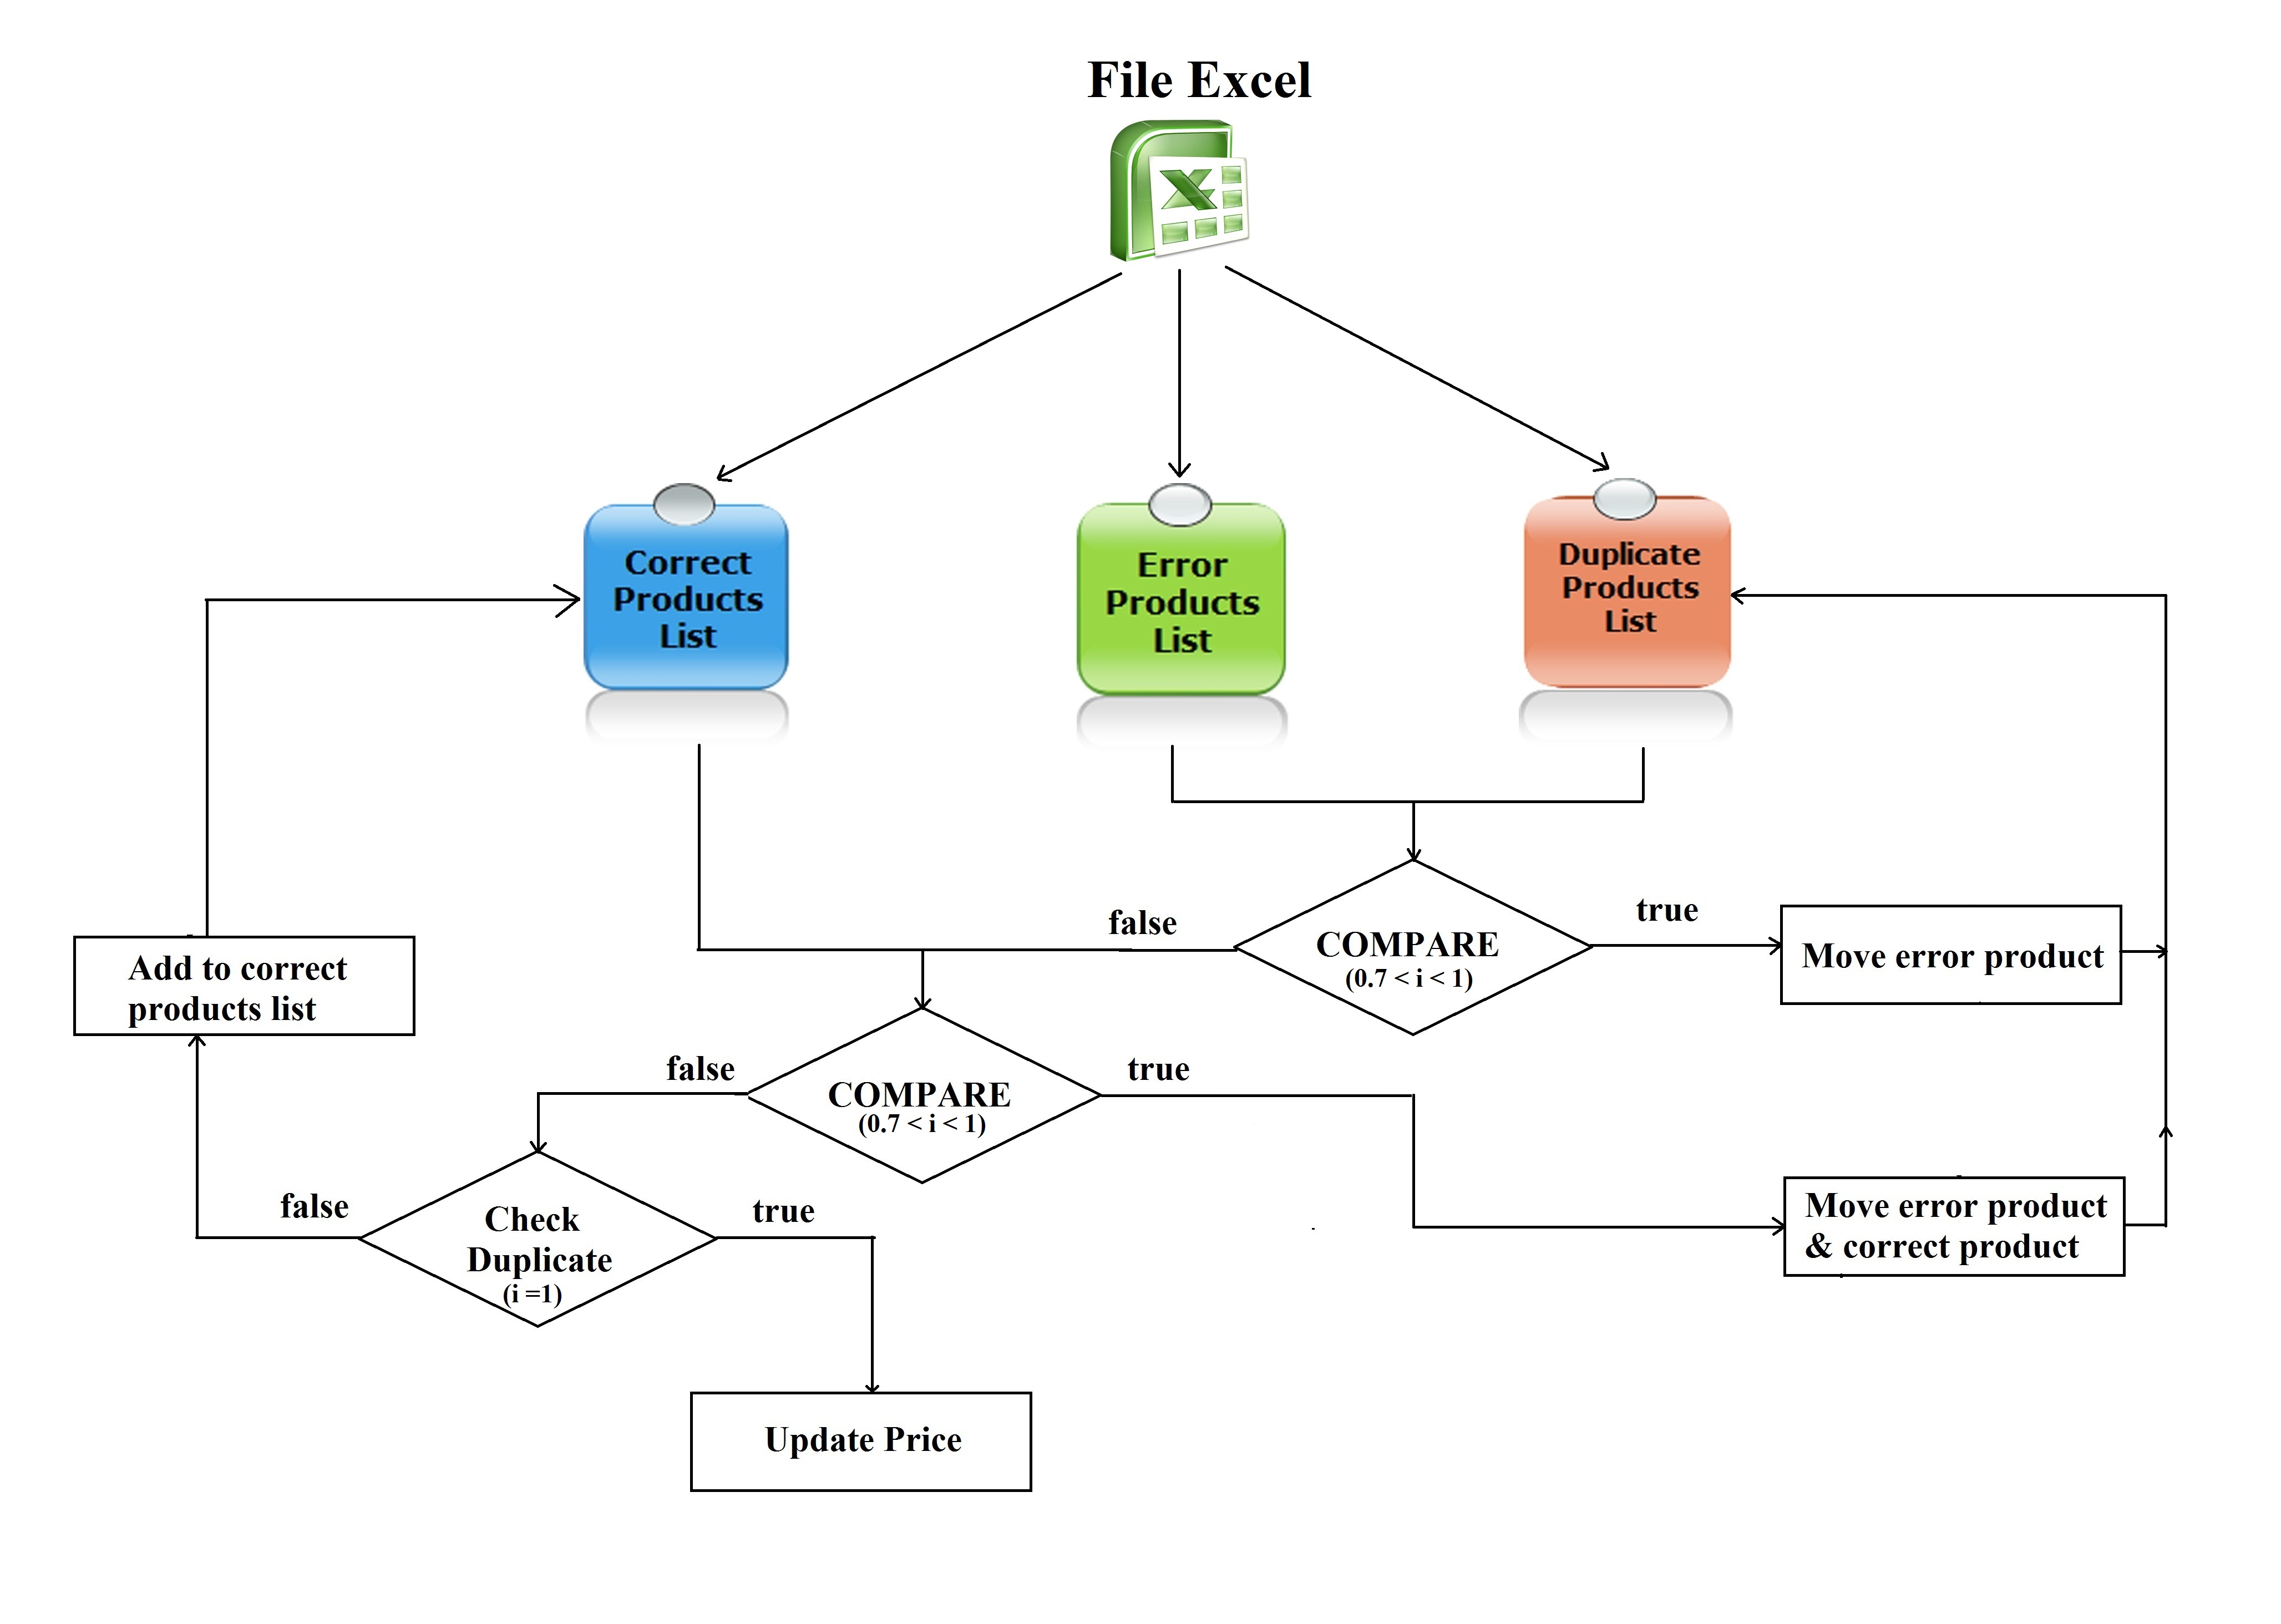 File Excel
Correct
Products
List
Error
Products
List
Duplicate
Products
List
false
true
COMPARE
(0.7 < i < 1)
Move error product
Add to correct
products list
false
true
COMPARE
(0.7 < i < 1)
false
true
Check
Duplicate
(i =1)
Move error product
& correct product
Update Price